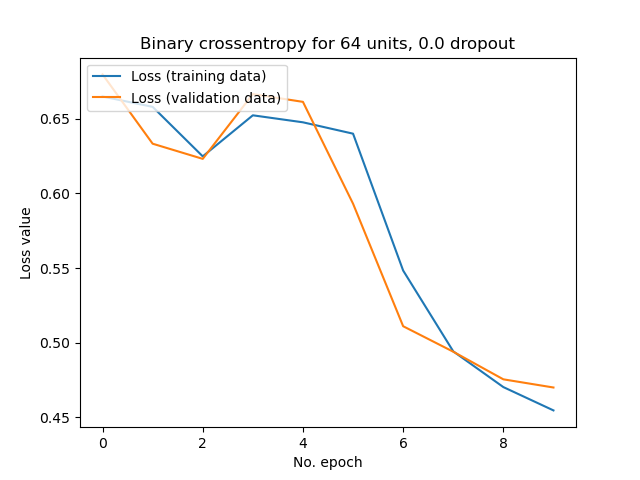 Binary crossentropy for 64 units, 0.0 dropout
Loss (training data)
Loss (validation data)
0.65
0.60
0.55
0.50
0.45
Loss value
0 2 4 6 8
No. epoch